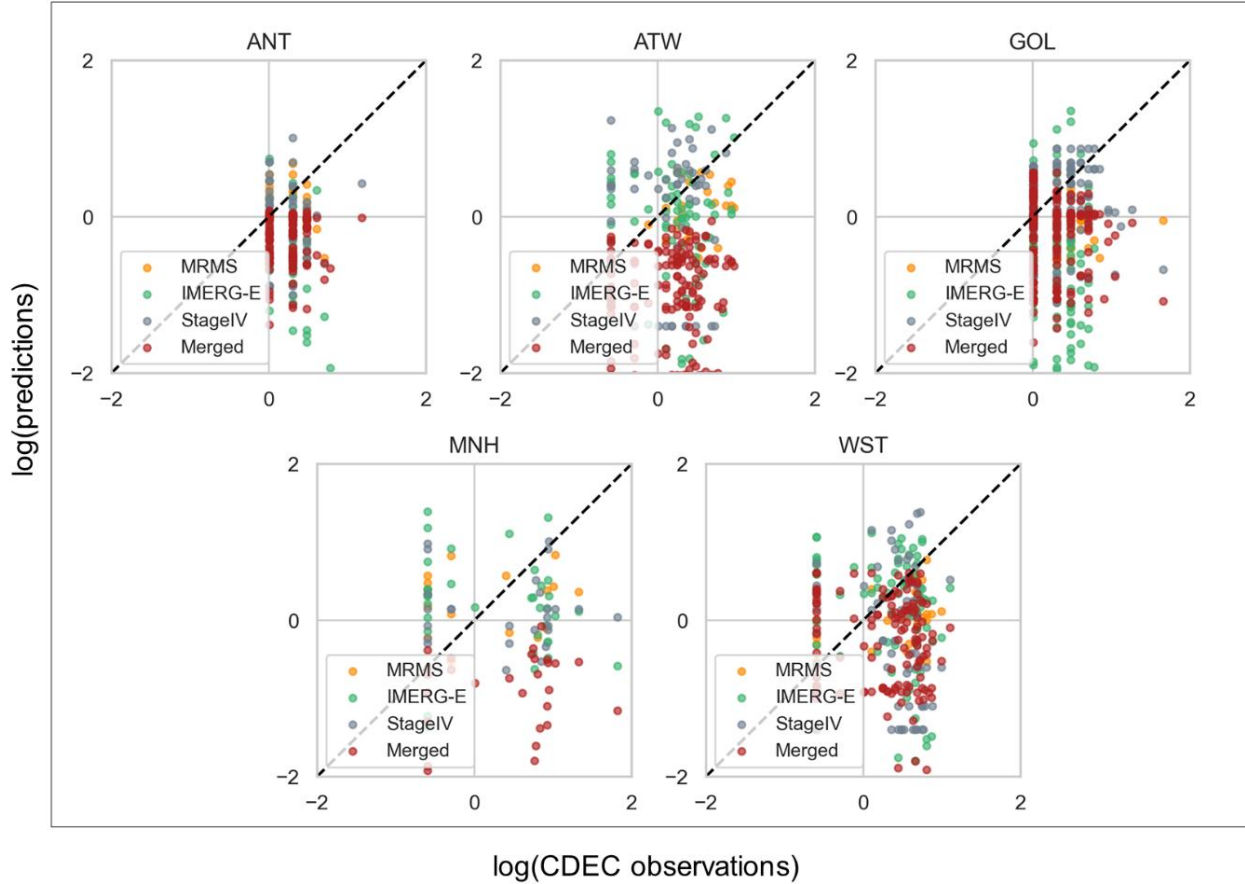 ANT
ATW
GOL
2
0
−2
−2
0
2
MRMS
IMERG-E
StageIV
Merged
2
0
−2
−2
0
2
MRMS
IMERG-E
StageIV
Merged
2
0
−2
−2
0
2
MRMS
IMERG-E
StageIV
Merged
log(predictions)
MNH
WST
2
0
−2
−2
0
2
MRMS
IMERG-E
StageIV
Merged
2
0
−2
−2
0
2
MRMS
IMERG-E
StageIV
Merged
log(CDEC observations)